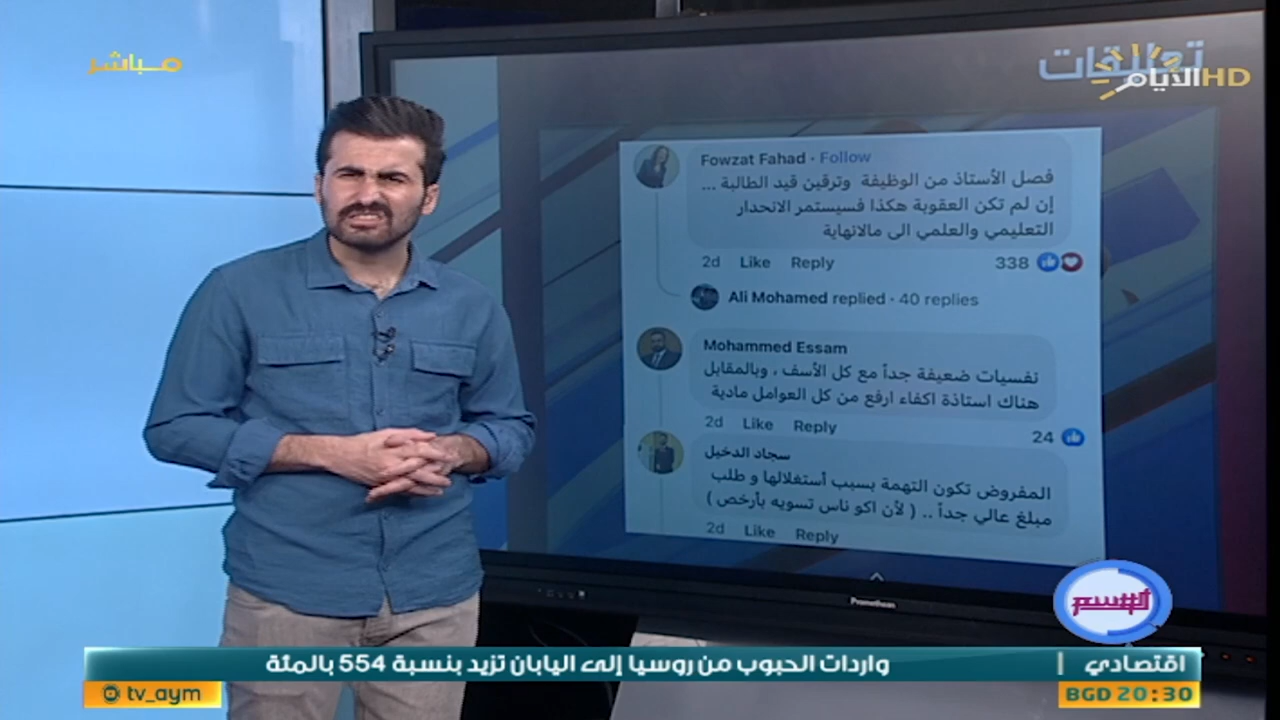 مباشر
تعليقات
الأيام HD
Fowzat Fahad · Follow
فصل الأستاذ من الوظيفة وترقين قيد الطالبة ...
إن لم تكن العقوبة هكذا فسيستمر الانحدار
التعليمي والعلمي الى مالانهاية
2d Like Reply 338
Ali Mohamed replied · 40 replies
Mohammed Essam
نفسيات ضعيفة جداً مع كل الأسف ، وبالمقابل
هناك استاذة اكفاء ارفع من كل العوامل مادية
2d Like Reply 24
سجاد الدخيل
المفروض تكون التهمة بسبب أستغلالها و طلب
مبلغ عالي جداً .. ( لأن اكو ناس تسويه بأرخص )
2d Like Reply
Promethean
اقتصادي | واردات الحبوب من روسيا إلى اليابان تزيد بنسبة 554 بالمئة
tv_aym
BGD 20:30